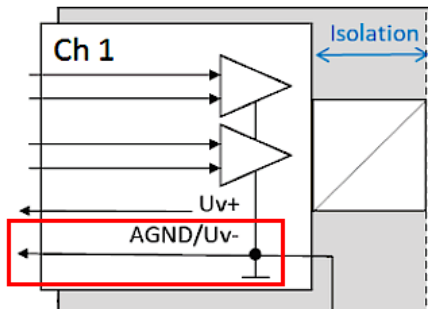 Isolation
Ch 1
Uv+
AGND/Uv-